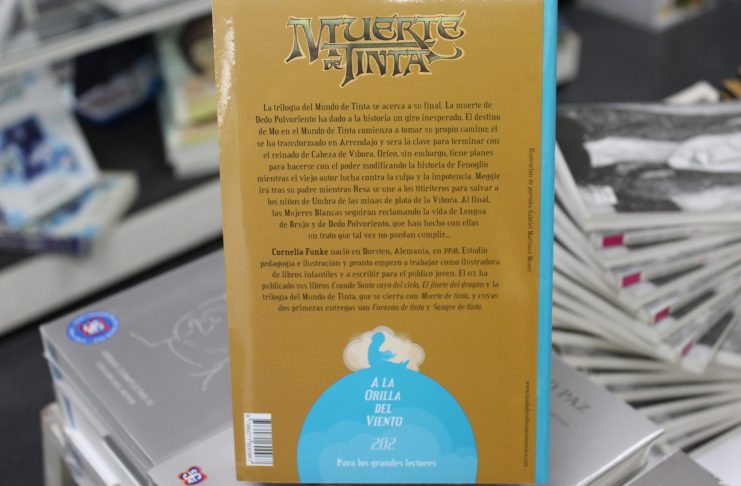 MUERTE
DE TINTA
La trilogía del Mundo de Tinta se acerca a su final. La muerte de
Dedo Polvoriento ha dado a la historia un giro inesperado. El destino
de Mo en el Mundo de Tinta comienza a tomar su propio camino; él
se ha transformado en Arrendajo y será la clave para terminar con
el reinado de Cabeza de Víbora. Orfeo, sin embargo, tiene planes
para hacerse con el poder modificando la historia de Fenoglio
mientras el viejo autor lucha contra la culpa y la impotencia. Meggie
irá tras su padre mientras Resa se une a los titiriteros para salvar a
los niños de Umbra de las minas de plata de la Víbora. Al final,
las Mujeres Blancas seguirán reclamando la vida de Lengua
de Brujo y de Dedo Polvoriento, que han hecho con ellas
un trato que tal vez no puedan cumplir...
Cornelia Funke nació en Dorsten, Alemania, en 1958. Estudió
pedagogía e ilustración y pronto empezó a trabajar como ilustradora
de libros infantiles y a escribir para el público joven. El FCE ha
publicado sus libros Cuando Santa cayó del cielo, El jinete del dragón y la
trilogía del Mundo de Tinta, que se cierra con Muerte de tinta, y cuyas
dos primeras entregas son Corazón de tinta y Sangre de tinta.
A LA
ORILLA
DEL
VIENTO
202
Para los grandes lectores
www.fondodeculturaeconomica.com
PAZ